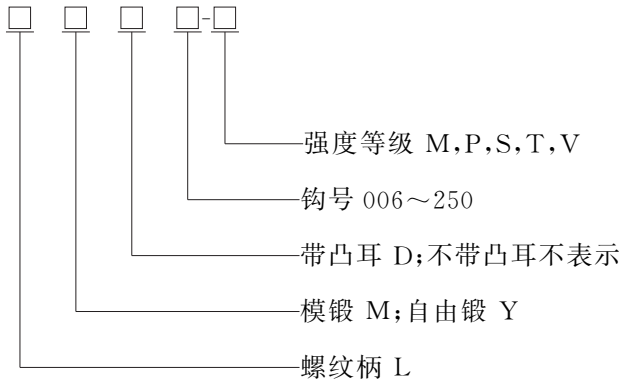 □ □ □ □-□
强度等级 M,P,S,T,V
钩号 006～250
带凸耳 D;不带凸耳不表示
模锻 M;自由锻 Y
螺纹柄 L